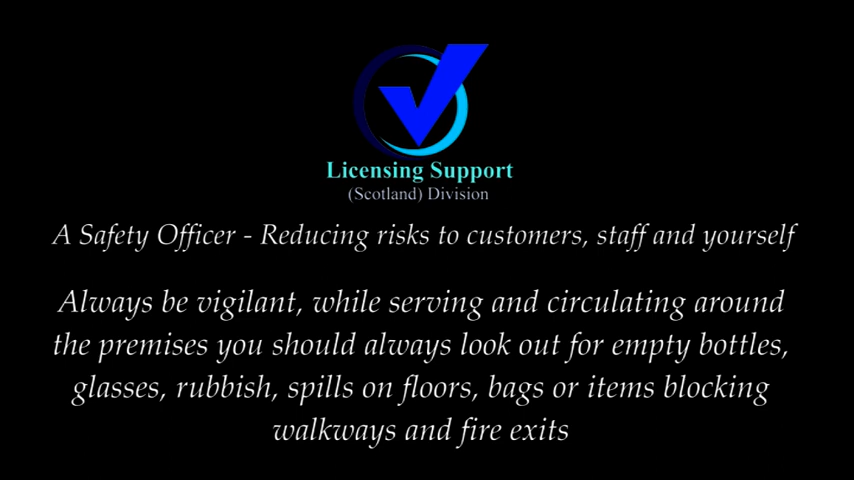 Licensing Support
(Scotland) Division
A Safety Officer - Reducing risks to customers, staff and yourself
Always be vigilant, while serving and circulating around
the premises you should always look out for empty bottles,
glasses, rubbish, spills on floors, bags or items blocking
walkways and fire exits